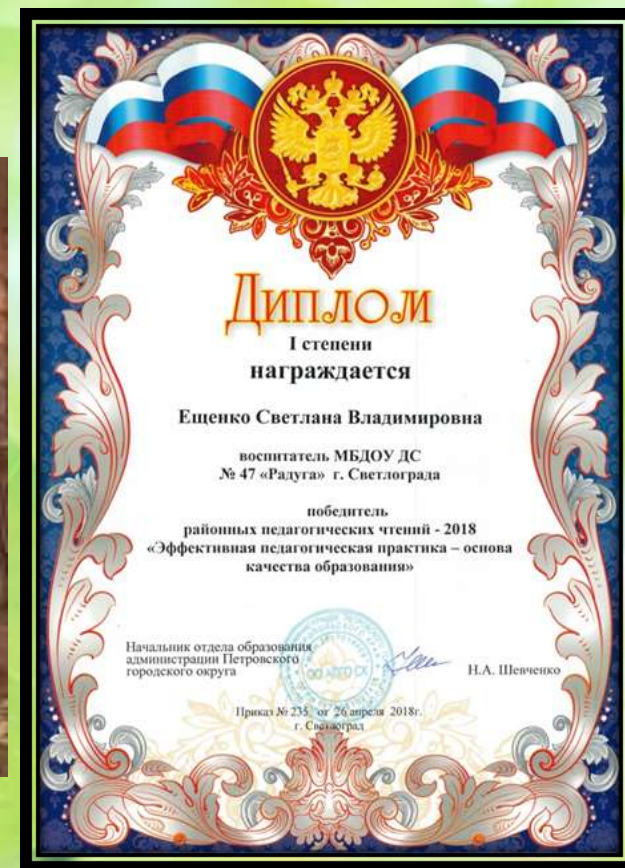 Диплом
I степени
награждается
Ещенко Светлана Владимировна
воспитатель МБДОУ ДС
№ 47 «Радуга» г. Светлограда
победитель
районных педагогических чтений - 2018
«Эффективная педагогическая практика – основа
качества образования»
Начальник отдела образования
администрации Петровского
городского округа
Н.А. Шевченко
Приказ № 235 от 26 апреля 2018г.
г. Светлоград